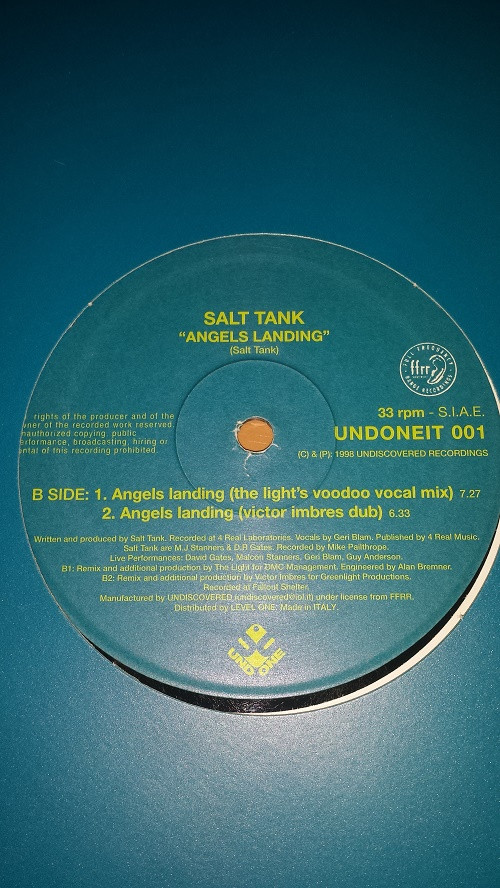 SALT TANK
"ANGELS LANDING"
(Salt Tank)
FULL FREQUENCY
ffrr
RANGE RECORDINGS
rights of the producer and of the
owner of the recorded work reserved.
unauthorized copying, public
performance, broadcasting, hiring or
rental of this recording prohibited.
33 rpm - S.I.A.E.
UNDONEIT 001
(C) & (P): 1998 UNDISCOVERED RECORDINGS
B SIDE: 1. Angels landing (the light's voodoo vocal mix) 7.27
2. Angels landing (victor imbres dub) 6.33
Written and produced by Salt Tank. Recorded at 4 Real Laboratories. Vocals by Geri Blam. Published by 4 Real Music.
Salt Tank are M.J Stanners & D.R Gates. Recorded by Mike Pailthrope.
Live Performances: David Gates, Malcon Stanners, Geri Blam, Guy Anderson.
B1: Remix and additional production by The Light for DMC Management. Engineered by Alan Bremner.
B2: Remix and additional production by Victor Imbres for Greenlight Productions.
Recorded at Fallout Shelter.
Manufactured by UNDISCOVERED (undiscovered@iol.it) under license from FFRR.
Distributed by LEVEL ONE: Made in ITALY.
UND ONE